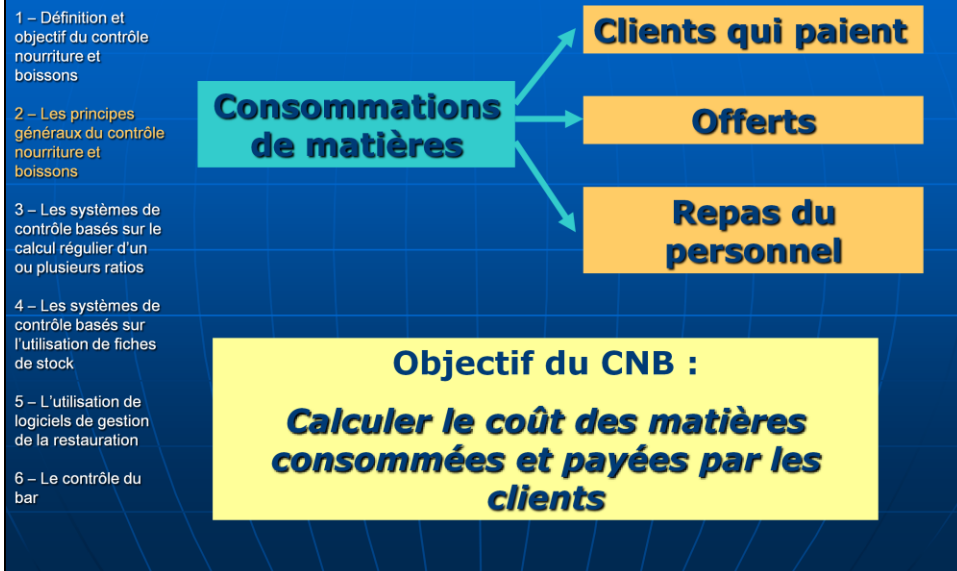 1 – Définition et
objectif du contrôle
nourriture et
boissons
2 – Les principes
généraux du contrôle
nourriture et
boissons
3 – Les systèmes de
contrôle basés sur le
calcul régulier d'un
ou plusieurs ratios
4 – Les systèmes de
contrôle basés sur
l'utilisation de fiches
de stock
5 – L'utilisation de
logiciels de gestion
de la restauration
6 – Le contrôle du
bar
Consommations
de matières
Clients qui paient
Offerts
Repas du
personnel
Objectif du CNB :
Calculer le coût des matières
consommées et payées par les
clients